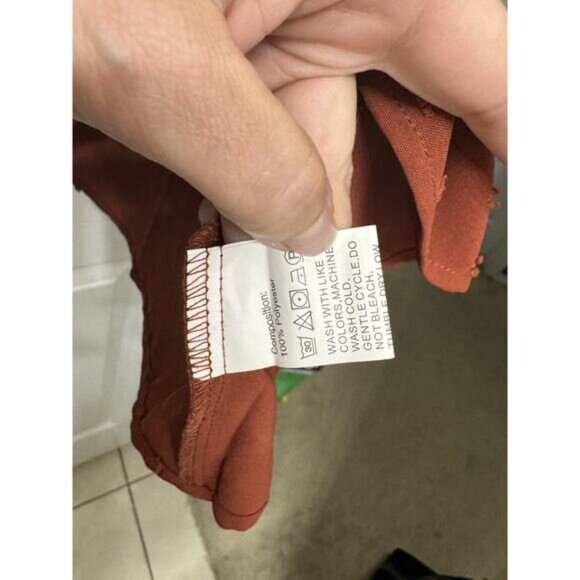 Composition:
100% Polyester
30 P
WASH WITH LIKE
COLORS,MACHINE
WASH COLD,
GENTLE CYCLE.DO
NOT BLEACH.
TUMBLE DRY LOW